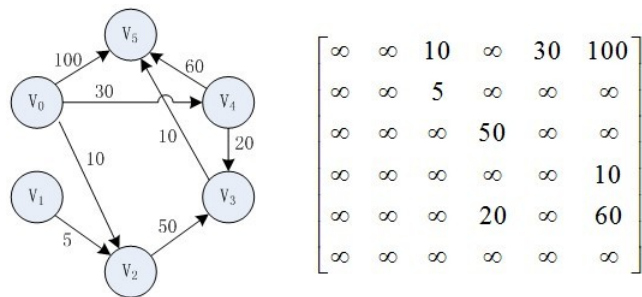 V5
100
60
30
V0
V4
10
10
20
V1
V3
5
50
V2
∞ ∞ 10 ∞ 30 100
∞ ∞ 5 ∞ ∞ ∞
∞ ∞ ∞ 50 ∞ ∞
∞ ∞ ∞ ∞ ∞ 10
∞ ∞ ∞ 20 ∞ 60
∞ ∞ ∞ ∞ ∞ ∞